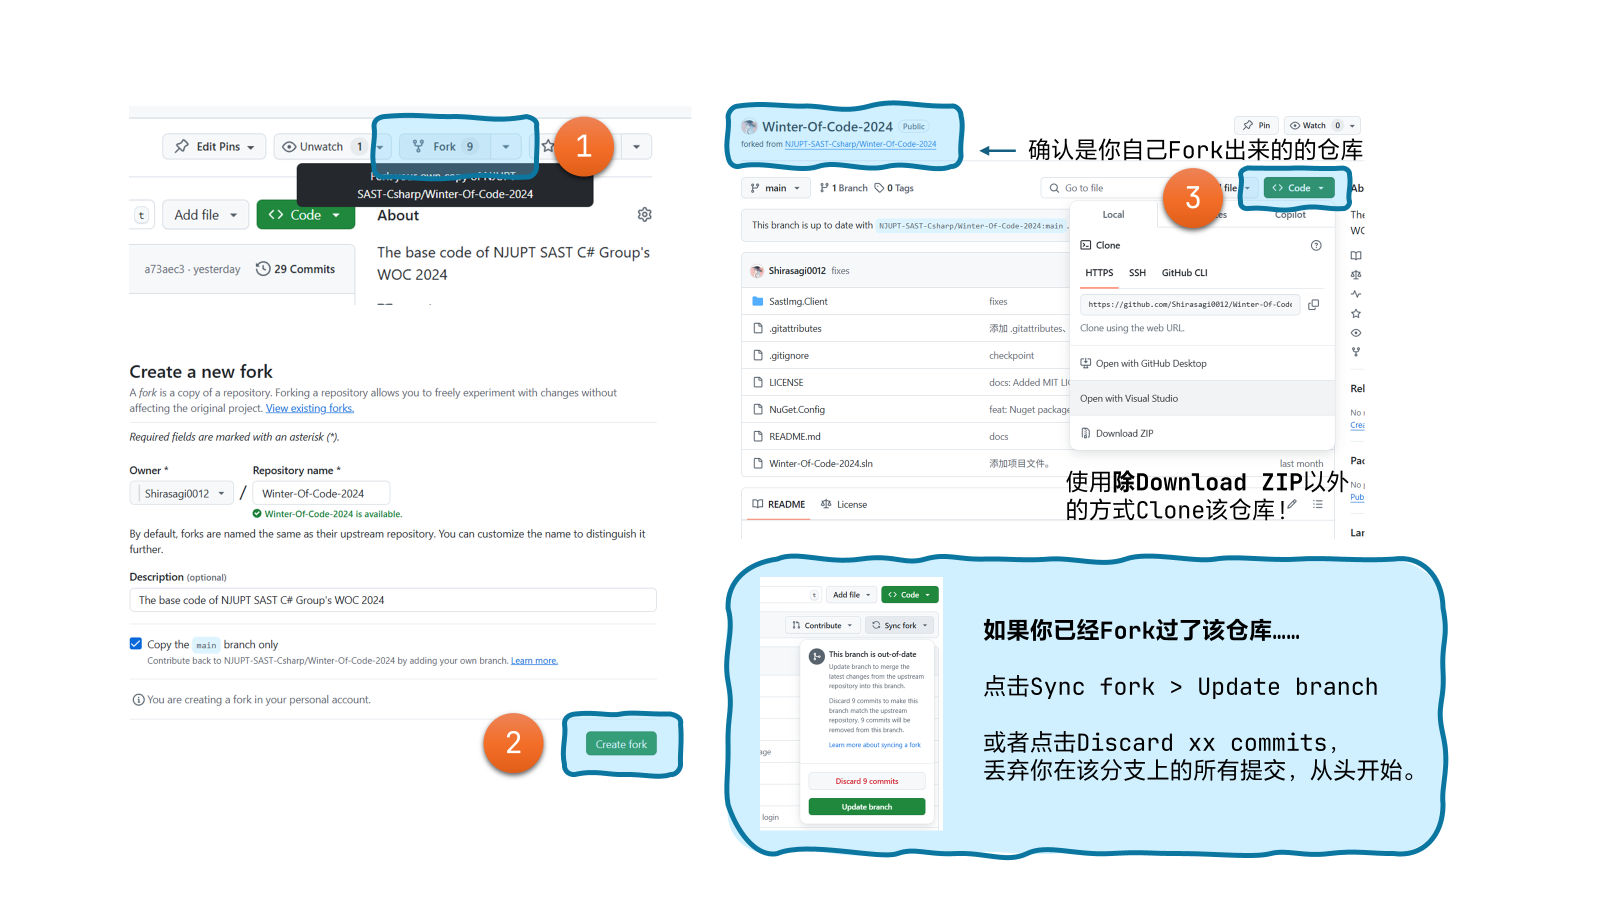 Edit Pins
Unwatch 1
Fork 9
1
SAST-Csharp/Winter-Of-Code-2024
t
Add file
Code
About
The base code of NJUPT SAST C# Group's
WOC 2024
a73aec3 · yesterday
29 Commits
Create a new fork
A fork is a copy of a repository. Forking a repository allows you to freely experiment with changes without
affecting the original project. View existing forks.
Required fields are marked with an asterisk (*).
Owner *
Repository name *
Shirasagi0012
/
Winter-Of-Code-2024
Winter-Of-Code-2024 is available.
By default, forks are named the same as their upstream repository. You can customize the name to distinguish it
further.
Description (optional)
The base code of NJUPT SAST C# Group's WOC 2024
Copy the main branch only
Contribute back to NJUPT-SAST-Csharp/Winter-Of-Code-2024 by adding your own branch. Learn more.
You are creating a fork in your personal account.
2
Create fork
Winter-Of-Code-2024 Public
forked from NJUPT-SAST-Csharp/Winter-Of-Code-2024
Pin
Watch 0
确认是你自己Fork出来的的仓库
main
1 Branch
0 Tags
Go to file
3
file
Code
Ab
This branch is up to date with NJUPT-SAST-Csharp/Winter-Of-Code-2024:main .
Local
Copilot
The
WC
Clone
HTTPS
SSH
GitHub CLI
https://github.com/Shirasagi0012/Winter-Of-Code
Clone using the web URL.
Open with GitHub Desktop
Open with Visual Studio
Download ZIP
Shirasagi0012 fixes
SastImg.Client fixes
.gitattributes 添加 .gitattributes、
.gitignore checkpoint
LICENSE docs: Added MIT LI
NuGet.Config feat: Nuget package
README.md docs
Winter-Of-Code-2024.sln 添加项目文件。 last month
Rel
No r
Crea
Pac
No p
Pub
Lar
使用除Download ZIP以外
的方式Clone该仓库！
README
License
t
Add file
Code
Contribute
Sync fork
This branch is out-of-date
Update branch to merge the
latest changes from the upstream
repository into this branch.
Discard 9 commits to make this
branch match the upstream
repository. 9 commits will be
removed from this branch.
Learn more about syncing a fork
age
Discard 9 commits
Update branch
login
如果你已经Fork过了该仓库……
点击Sync fork > Update branch
或者点击Discard xx commits，
丢弃你在该分支上的所有提交，从头开始。